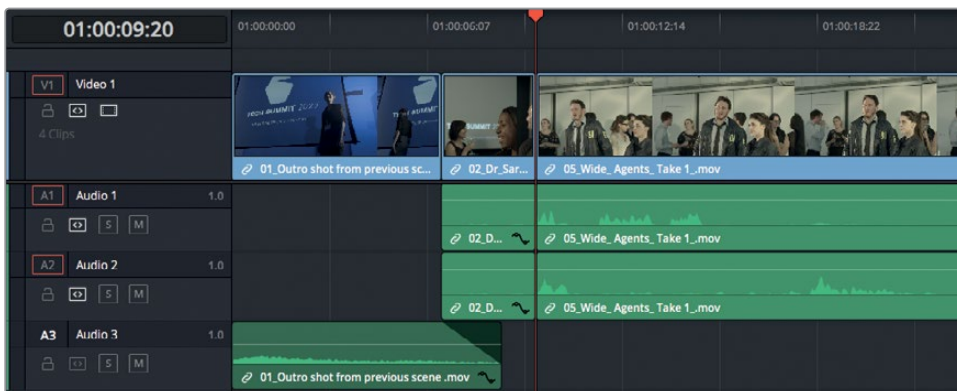 01:00:09:20
01:00:00:00 01:00:06:07 01:00:12:14 01:00:18:22
V1 Video 1
4 Clips
TECH SUMMIT
SUMMIT
01_Outro shot from previous sc... 02_Dr_Sar... 05_Wide_ Agents_ Take 1_.mov
A1 Audio 1 1.0
S M
02_D... 05_Wide_ Agents_ Take 1_.mov
A2 Audio 2 1.0
S M
02_D... 05_Wide_ Agents_ Take 1_.mov
A3 Audio 3 1.0
S M
01_Outro shot from previous scene .mov